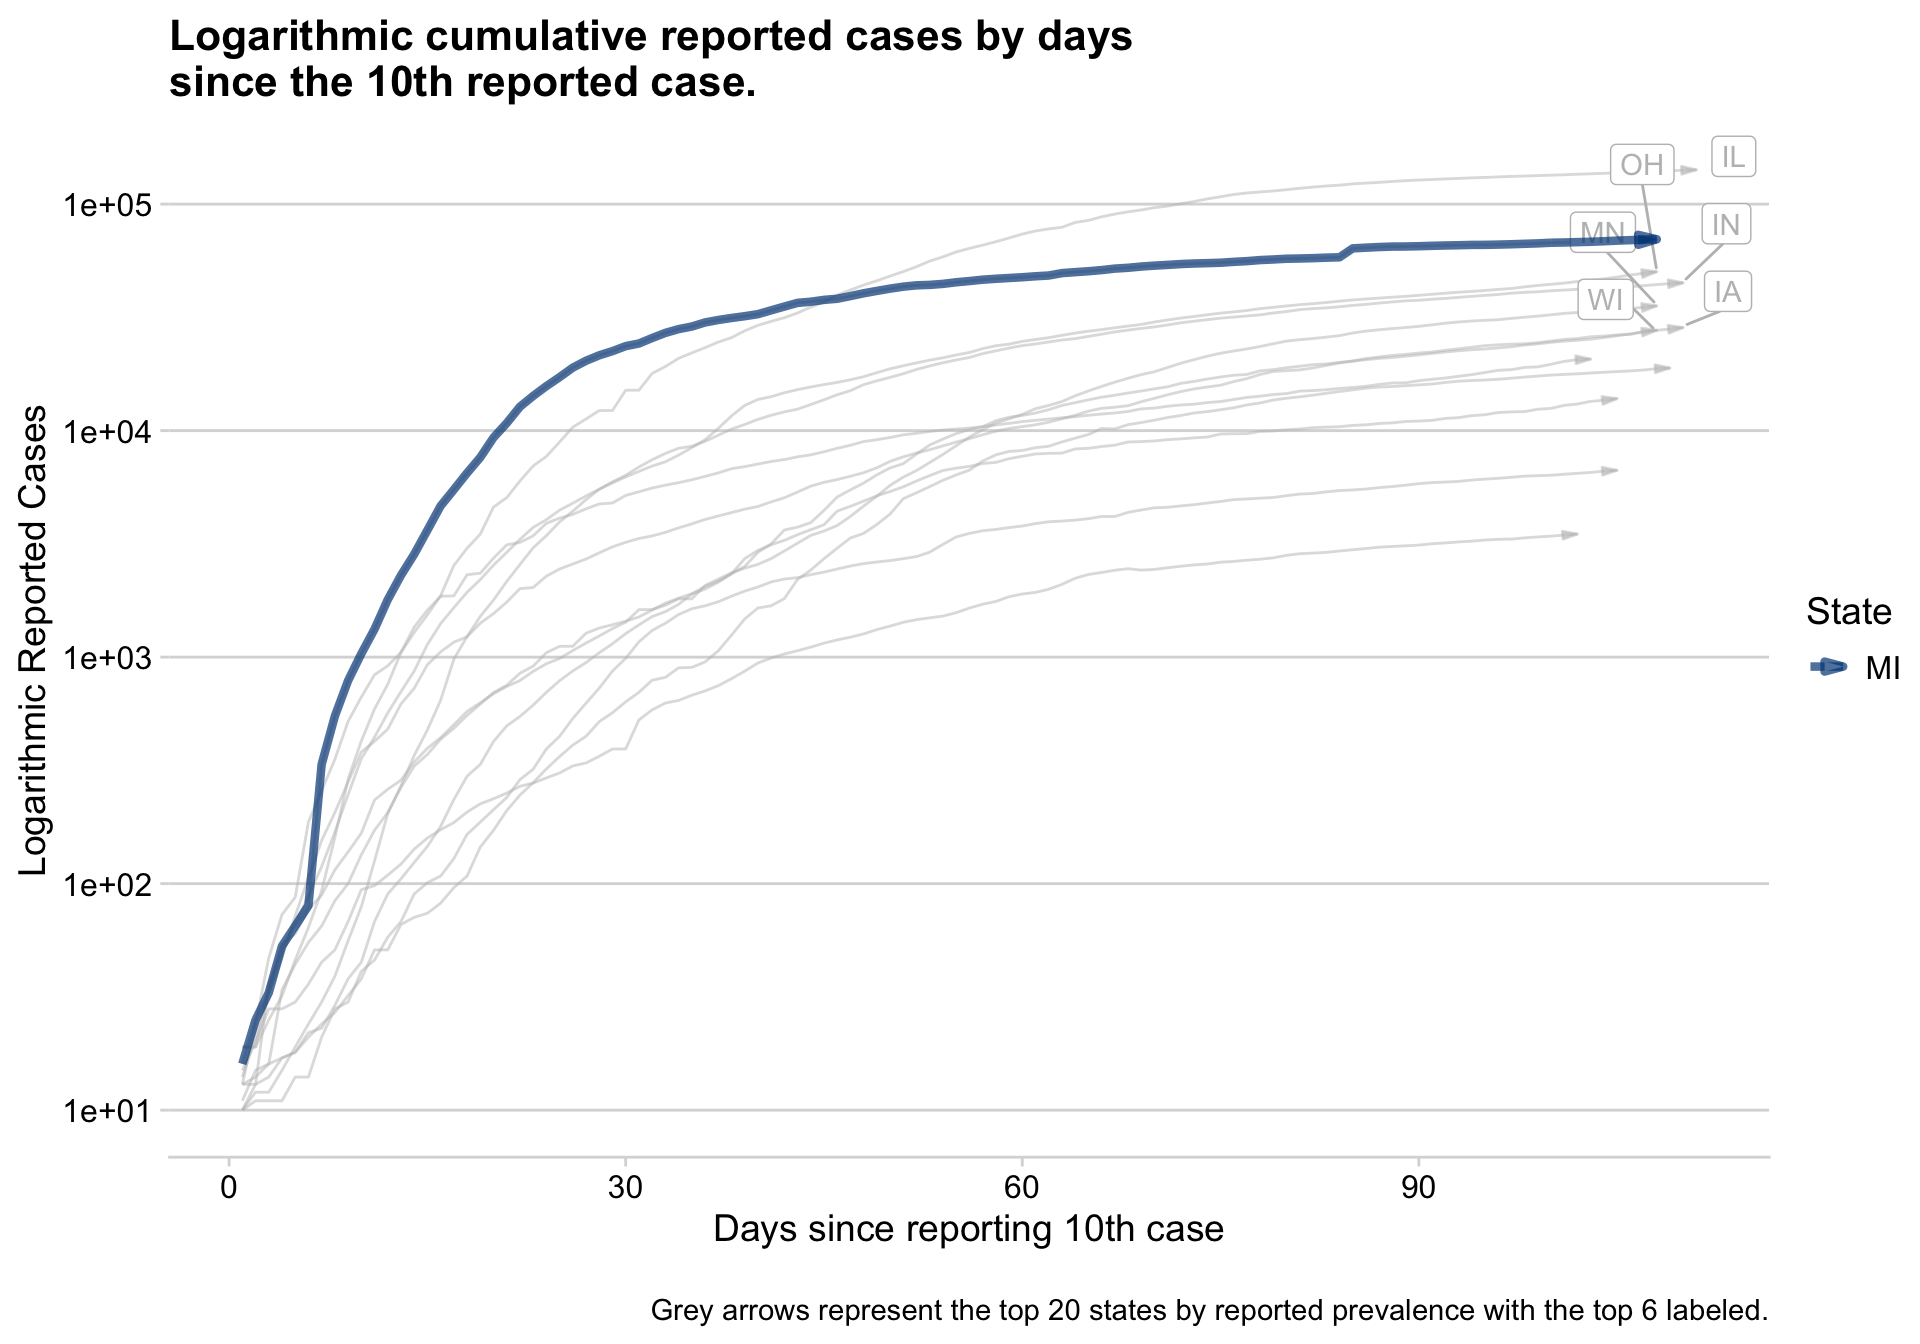 Logarithmic cumulative reported cases by days
since the 10th reported case.
OH
IL
1e+05
MN
IN
WI
IA
1e+04
Logarithmic Reported Cases
State
1e+03
MI
1e+02
1e+01
0
30
60
90
Days since reporting 10th case
Grey arrows represent the top 20 states by reported prevalence with the top 6 labeled.